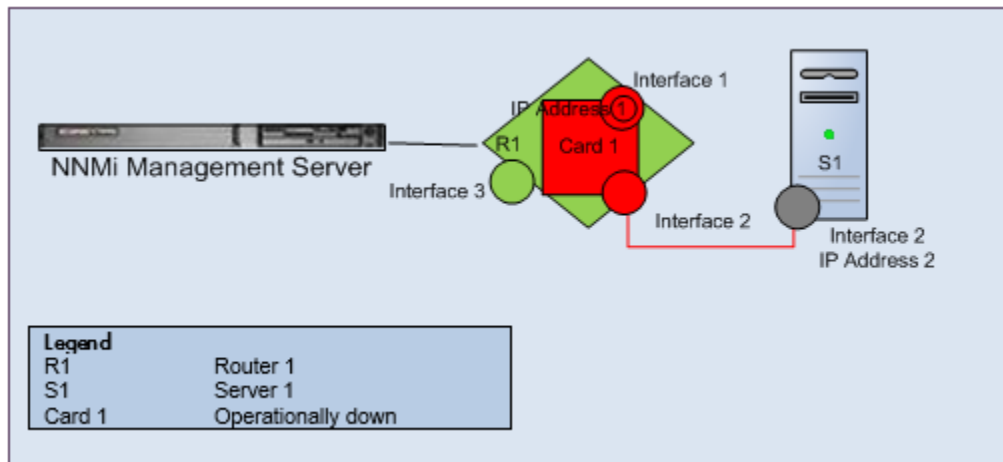 Interface 1
IP Address 1
R1
Card 1
NNMi Management Server
S1
Interface 3
Interface 2
Interface 2
IP Address 2
Legend
R1 Router 1
S1 Server 1
Card 1 Operationally down